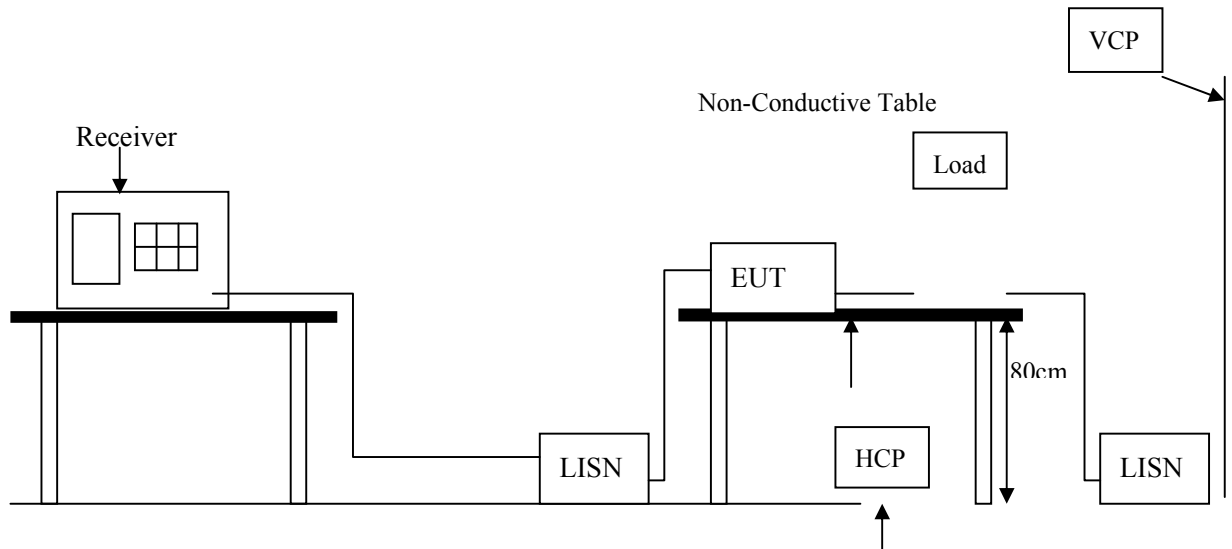 VCP
Non-Conductive Table
Receiver
Load
EUT
80cm
LISN
HCP
LISN